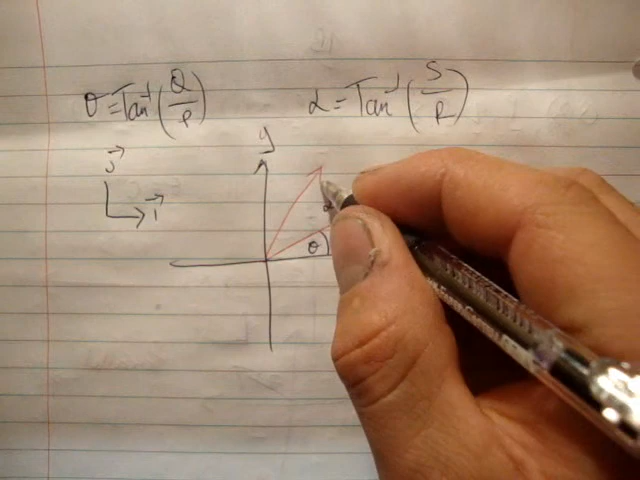 θ = Tan⁻¹(Q/P) α = Tan⁻¹(S/R)
y
j⃗
i⃗
θ